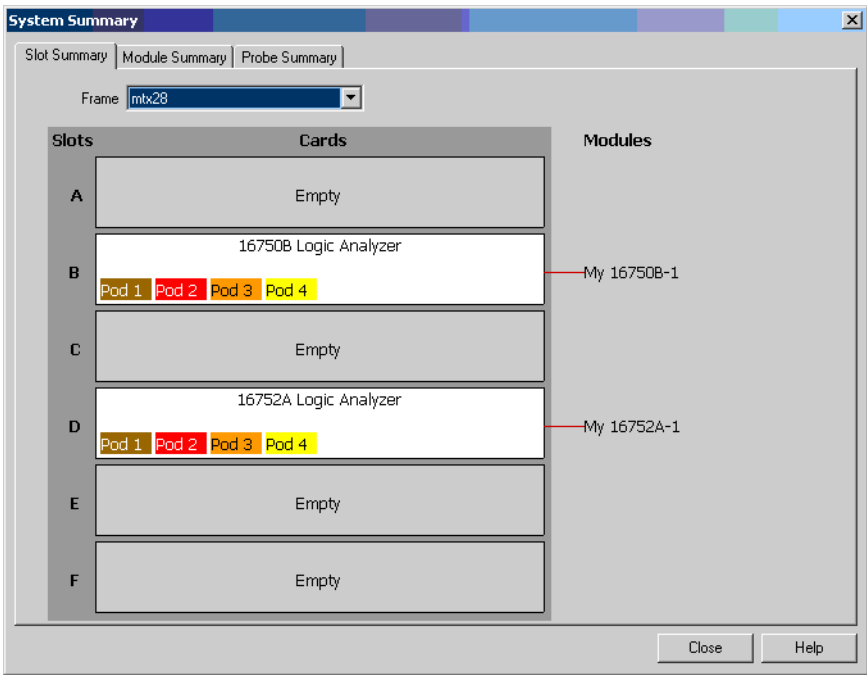 System Summary
Slot Summary Module Summary Probe Summary
Frame mtx28
Slots Cards Modules
A Empty
16750B Logic Analyzer
B My 16750B-1
Pod 1 Pod 2 Pod 3 Pod 4
C Empty
16752A Logic Analyzer
D My 16752A-1
Pod 1 Pod 2 Pod 3 Pod 4
E Empty
F Empty
Close Help